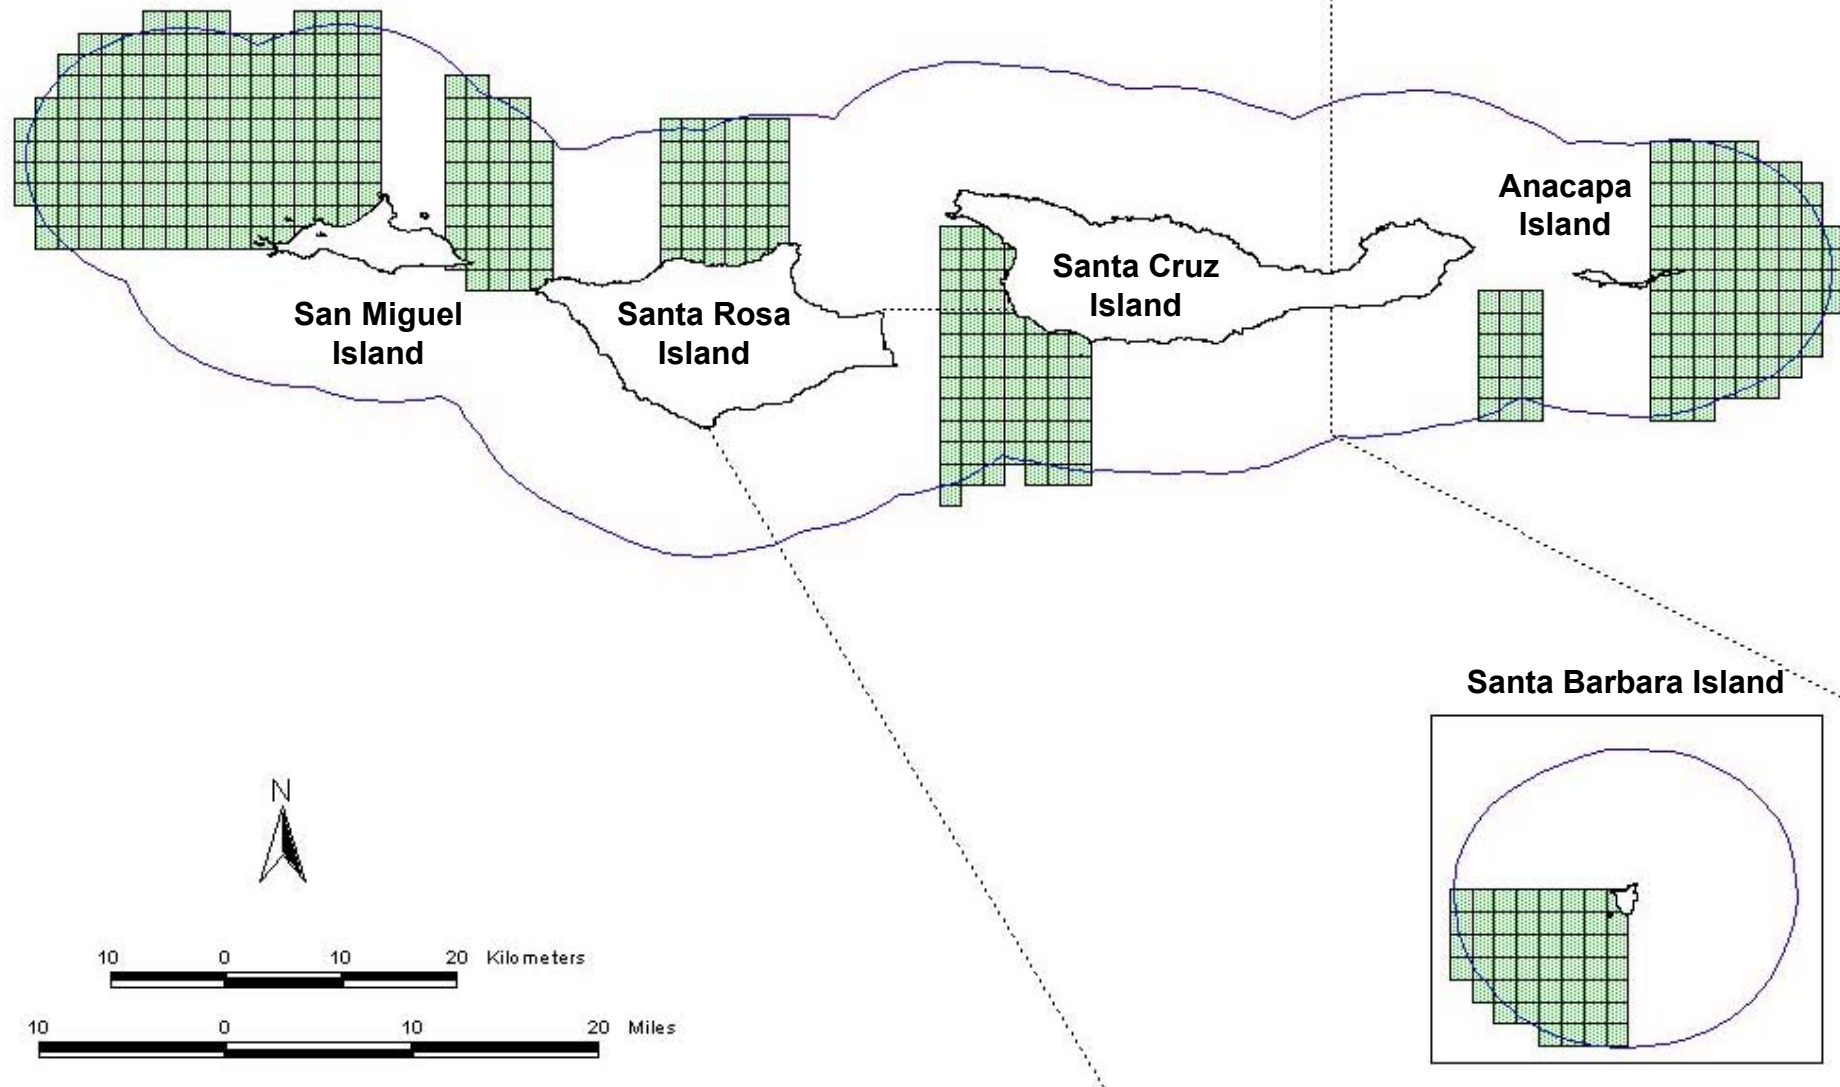 Anacapa
Island
Santa Cruz
Island
San Miguel
Island
Santa Rosa
Island
Santa Barbara Island
N
10 0 10 20 Kilometers
10 0 10 20 Miles